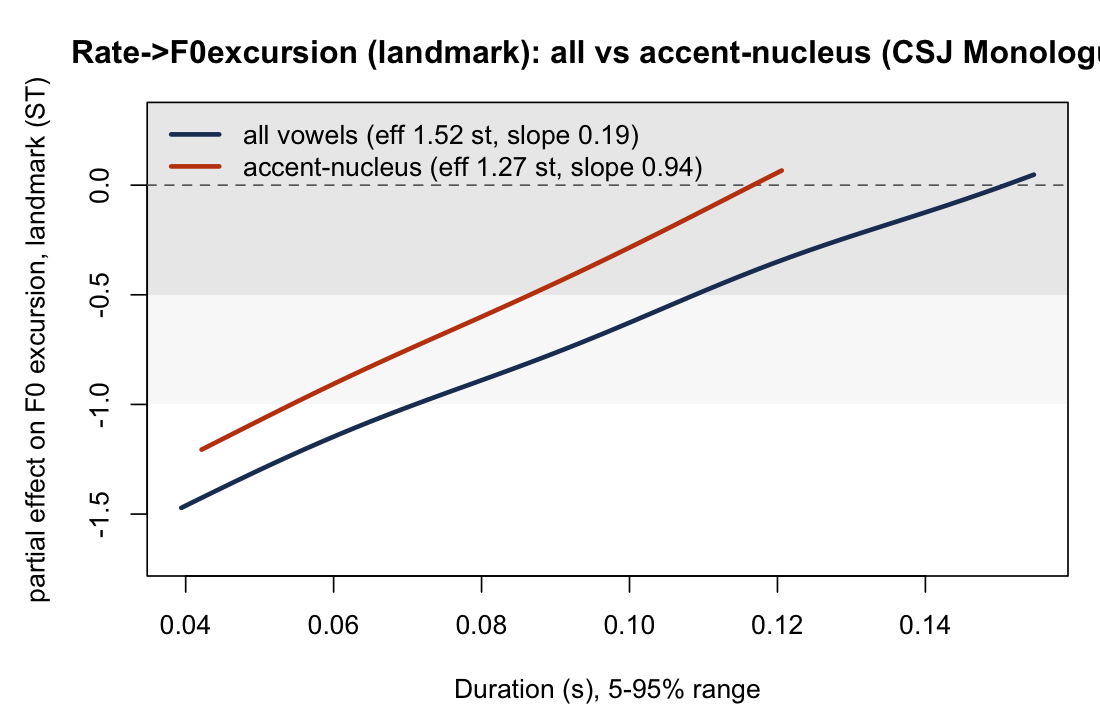 Rate->F0excursion (landmark): all vs accent-nucleus (CSJ Monologu
partial effect on F0 excursion, landmark (ST)
all vowels (eff 1.52 st, slope 0.19)
accent-nucleus (eff 1.27 st, slope 0.94)
0.0
-0.5
-1.0
-1.5
0.04 0.06 0.08 0.10 0.12 0.14
Duration (s), 5-95% range